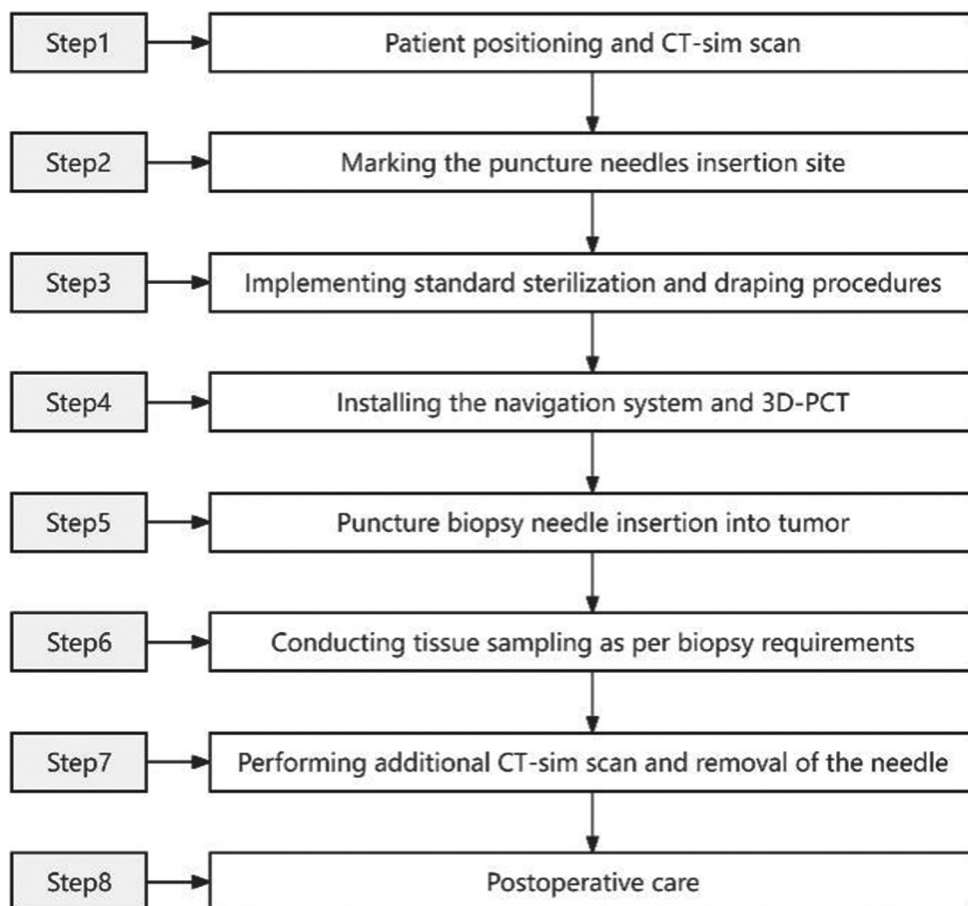 Step1 Patient positioning and CT-sim scan
Step2 Marking the puncture needles insertion site
Step3 Implementing standard sterilization and draping procedures
Step4 Installing the navigation system and 3D-PCT
Step5 Puncture biopsy needle insertion into tumor
Step6 Conducting tissue sampling as per biopsy requirements
Step7 Performing additional CT-sim scan and removal of the needle
Step8 Postoperative care